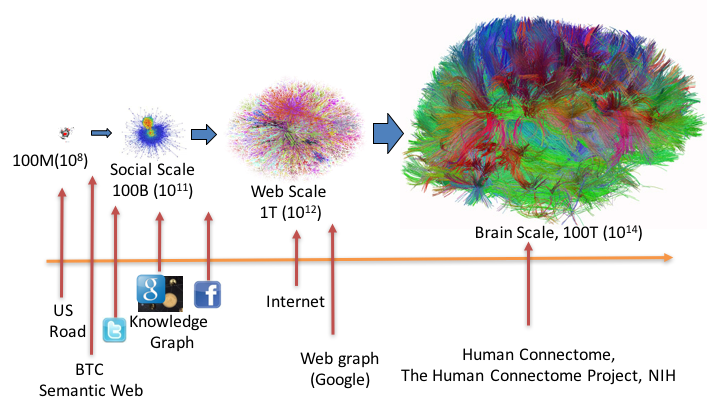 100M(10⁸)
Social Scale
100B (10¹¹)
Web Scale
1T (10¹²)
Brain Scale, 100T (10¹⁴)
US
Road
BTC
Semantic Web
t
g
Knowledge
Graph
f
Internet
Web graph
(Google)
Human Connectome,
The Human Connectome Project, NIH